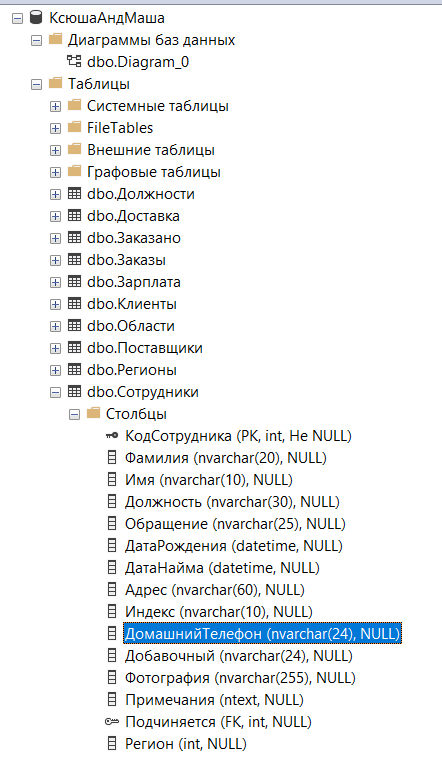 КсюшаАндМаша
Диаграммы баз данных
dbo.Diagram_0
Таблицы
Системные таблицы
FileTables
Внешние таблицы
Графовые таблицы
dbo.Должности
dbo.Доставка
dbo.Заказано
dbo.Заказы
dbo.Зарплата
dbo.Клиенты
dbo.Области
dbo.Поставщики
dbo.Регионы
dbo.Сотрудники
Столбцы
КодСотрудника (PK, int, Не NULL)
Фамилия (nvarchar(20), NULL)
Имя (nvarchar(10), NULL)
Должность (nvarchar(30), NULL)
Обращение (nvarchar(25), NULL)
ДатаРождения (datetime, NULL)
ДатаНайма (datetime, NULL)
Адрес (nvarchar(60), NULL)
Индекс (nvarchar(10), NULL)
ДомашнийТелефон (nvarchar(24), NULL)
Добавочный (nvarchar(24), NULL)
Фотография (nvarchar(255), NULL)
Примечания (ntext, NULL)
Подчиняется (FK, int, NULL)
Регион (int, NULL)